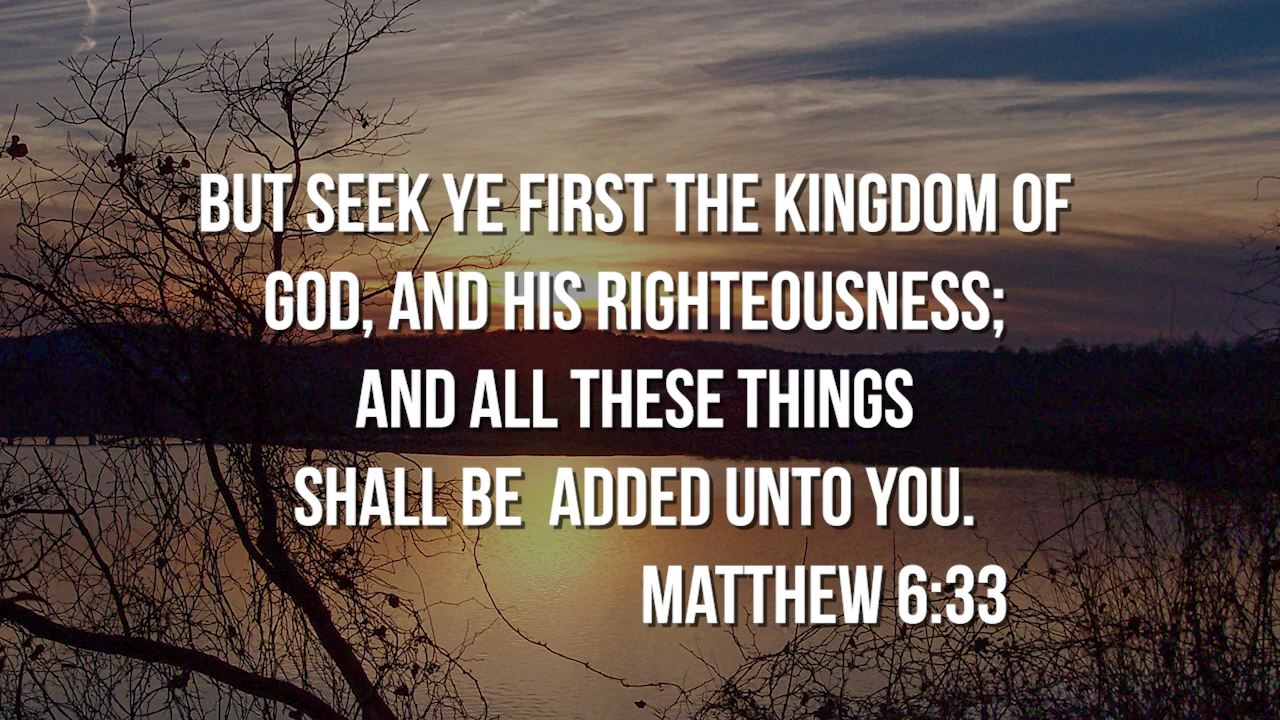 BUT SEEK YE FIRST THE KINGDOM OF
GOD, AND HIS RIGHTEOUSNESS;
AND ALL THESE THINGS
SHALL BE  ADDED UNTO YOU.
MATTHEW 6:33